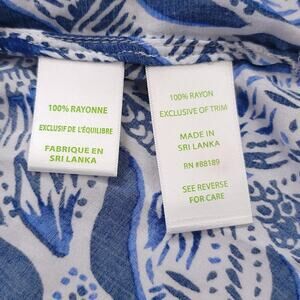 100% RAYONNE
EXCLUSIF DE L'ÉQUILIBRE
FABRIQUE EN
SRI LANKA
100% RAYON
EXCLUSIVE OF TRIM
MADE IN
SRI LANKA
RN #88189
SEE REVERSE
FOR CARE